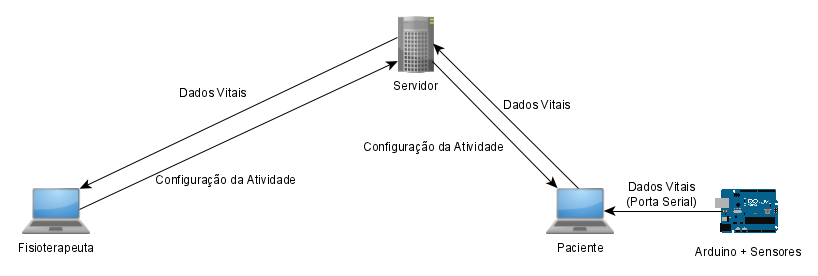 Servidor
Dados Vitais
Dados Vitais
Configuração da Atividade
Configuração da Atividade
Dados Vitais
(Porta Serial)
Fisioterapeuta
Paciente
Arduino + Sensores